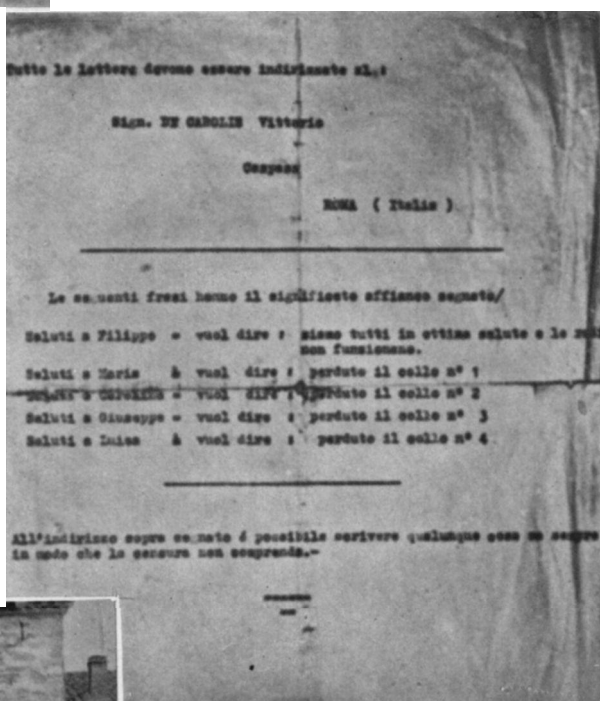 Tutte le lettere devono essere indirizzate al.:
Sign. DE CAROLIS Vittorio
ROMA ( Italia )
Le seguenti frasi hanno il significato affianco segnato/
Saluti a Filippo = vuol dire : siamo tutti in ottima salute e le
non funzionano.
Saluti a Maria & vuol dire : perduto il collo n° 1
Saluti a Carolina = vuol dire : perduto il collo n° 2
Saluti a Giuseppe = vuol dire : perduto il collo n° 3
Saluti a Luisa & vuol dire : perduto il collo n° 4
All'indirizzo sopra segnato é possibile scrivere qualunque cosa ma sempre
in modo che la censura non comprenda.-